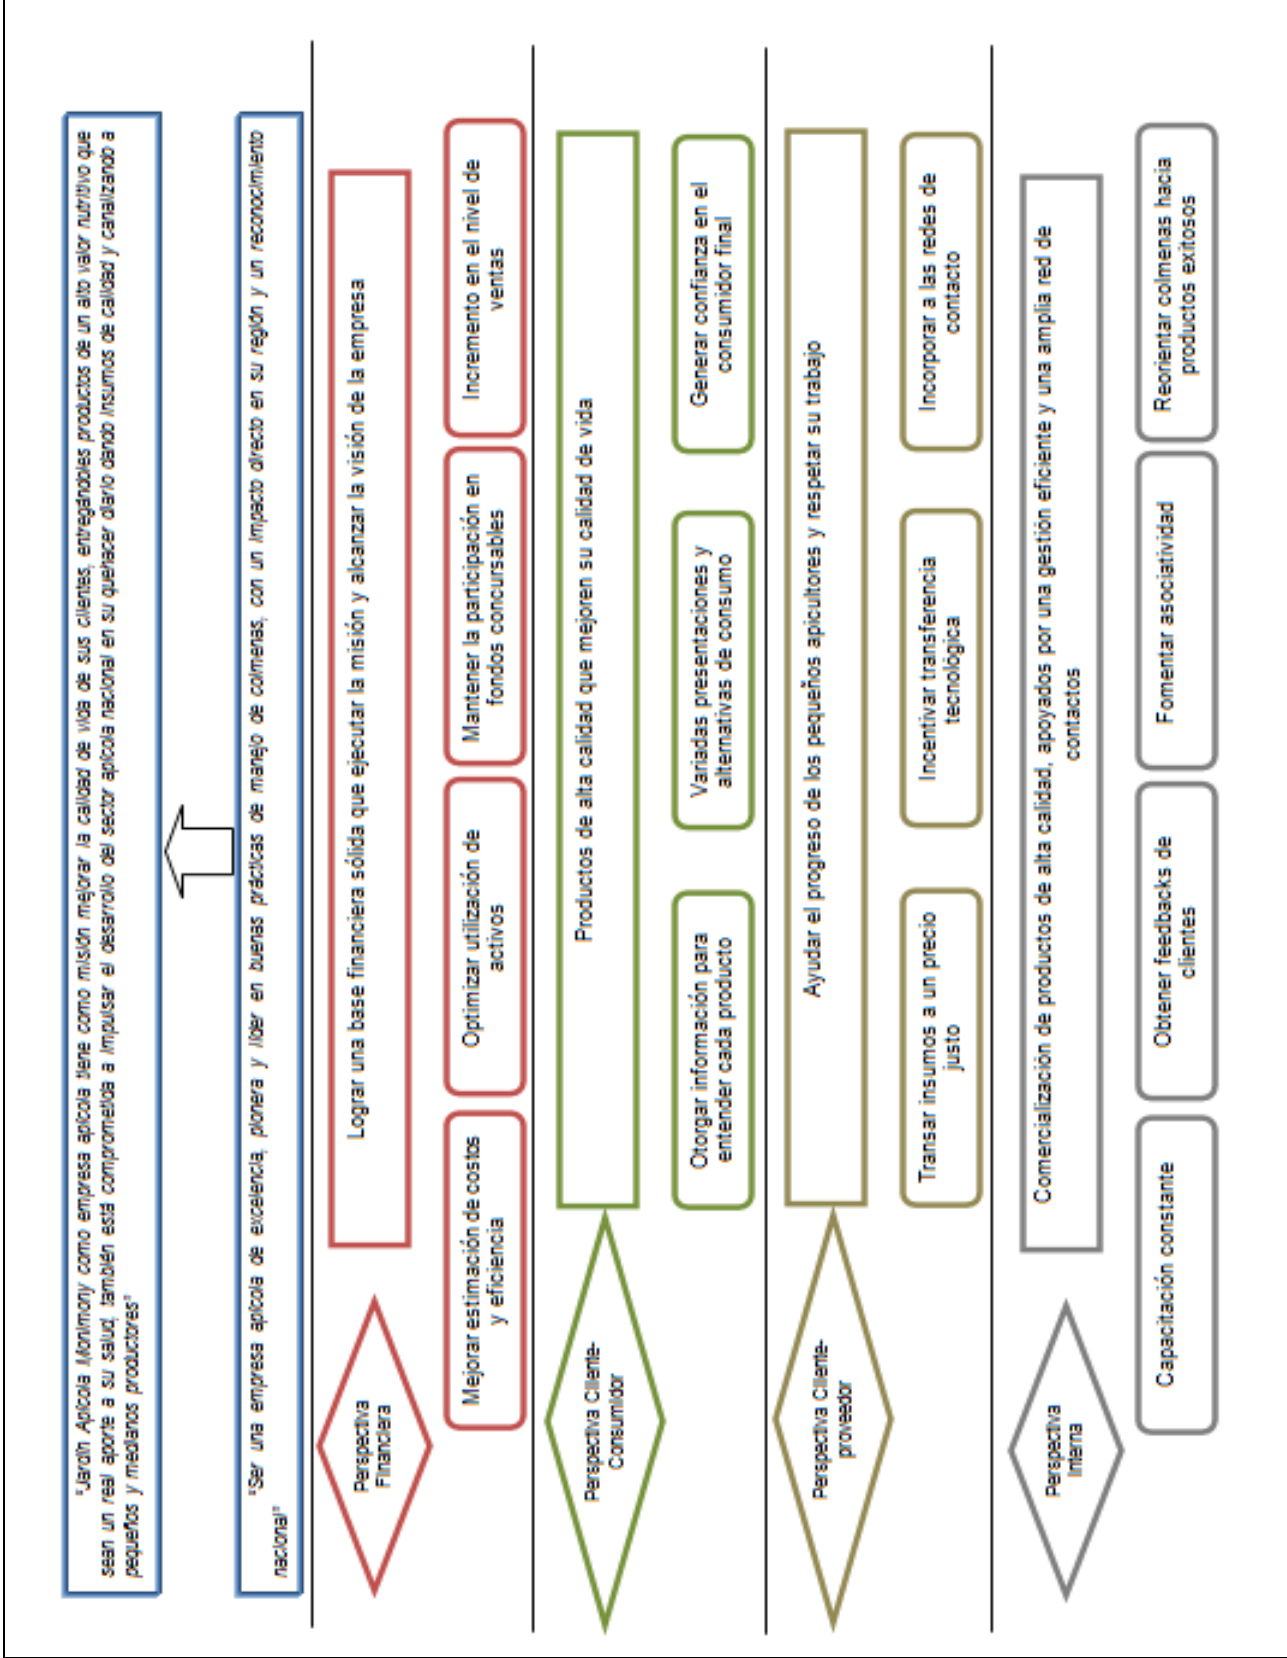 "Jardín Apícola Monimony como empresa apícola tiene como misión mejorar la calidad de vida de sus clientes, entregándoles productos de un alto valor nutritivo que
sean un real aporte a su salud, también está comprometida a impulsar el desarrollo del sector apícola nacional en su quehacer diario dando insumos de calidad y canalizando a
pequeños y medianos productores"
"Ser una empresa apícola de excelencia, pionera y líder en buenas prácticas de manejo de colmenas, con un impacto directo en su región y un reconocimiento
nacional"
Perspectiva
Financiera
Lograr una base financiera sólida que ejecutar la misión y alcanzar la visión de la empresa
Mejorar estimación de costos
y eficiencia
Optimizar utilización de
activos
Mantener la participación en
fondos concursables
Incremento en el nivel de
ventas
Perspectiva Cliente-
Consumidor
Productos de alta calidad que mejoren su calidad de vida
Otorgar información para
entender cada producto
Variadas presentaciones y
alternativas de consumo
Generar confianza en el
consumidor final
Perspectiva Cliente-
proveedor
Ayudar el progreso de los pequeños apicultores y respetar su trabajo
Transar insumos a un precio
justo
Incentivar transferencia
tecnológica
Incorporar a las redes de
contacto
Perspectiva
Interna
Comercialización de productos de alta calidad, apoyados por una gestión eficiente y una amplia red de
contactos
Capacitación constante
Obtener feedbacks de
clientes
Fomentar asociatividad
Reorientar colmenas hacia
productos exitosos